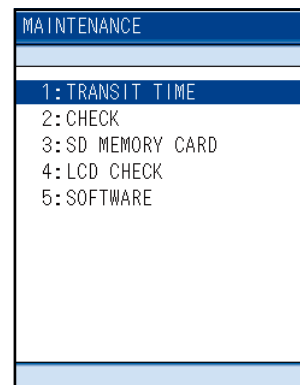 MAINTENANCE
1:TRANSIT TIME
2:CHECK
3:SD MEMORY CARD
4:LCD CHECK
5:SOFTWARE